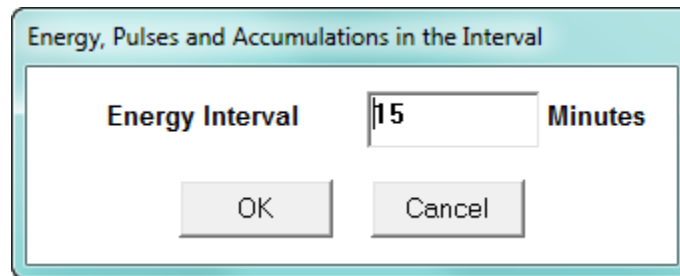 Energy, Pulses and Accumulations in the Interval
Energy Interval 15 Minutes
OK Cancel